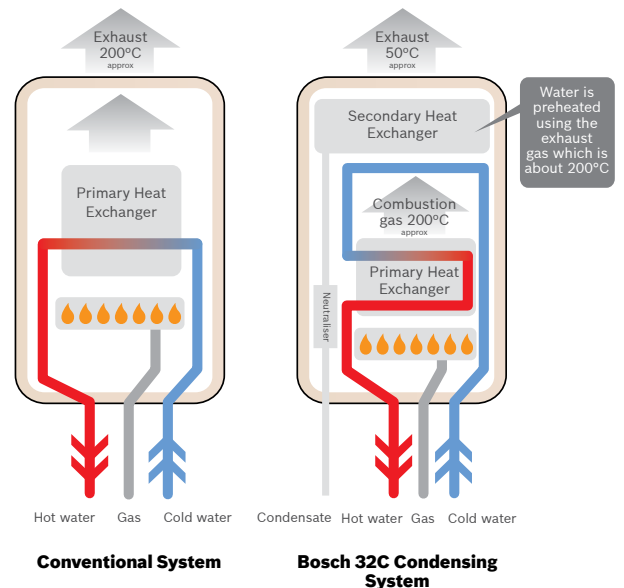 Exhaust
200°C
approx
Primary Heat
Exchanger
Hot water
Gas
Cold water
Conventional System
Exhaust
50°C
approx
Secondary Heat
Exchanger
Water is
preheated
using the
exhaust
gas which is
about 200°C
Combustion
gas 200°C
approx
Primary Heat
Exchanger
Neutraliser
Condensate
Hot water
Gas
Cold water
Bosch 32C Condensing
System